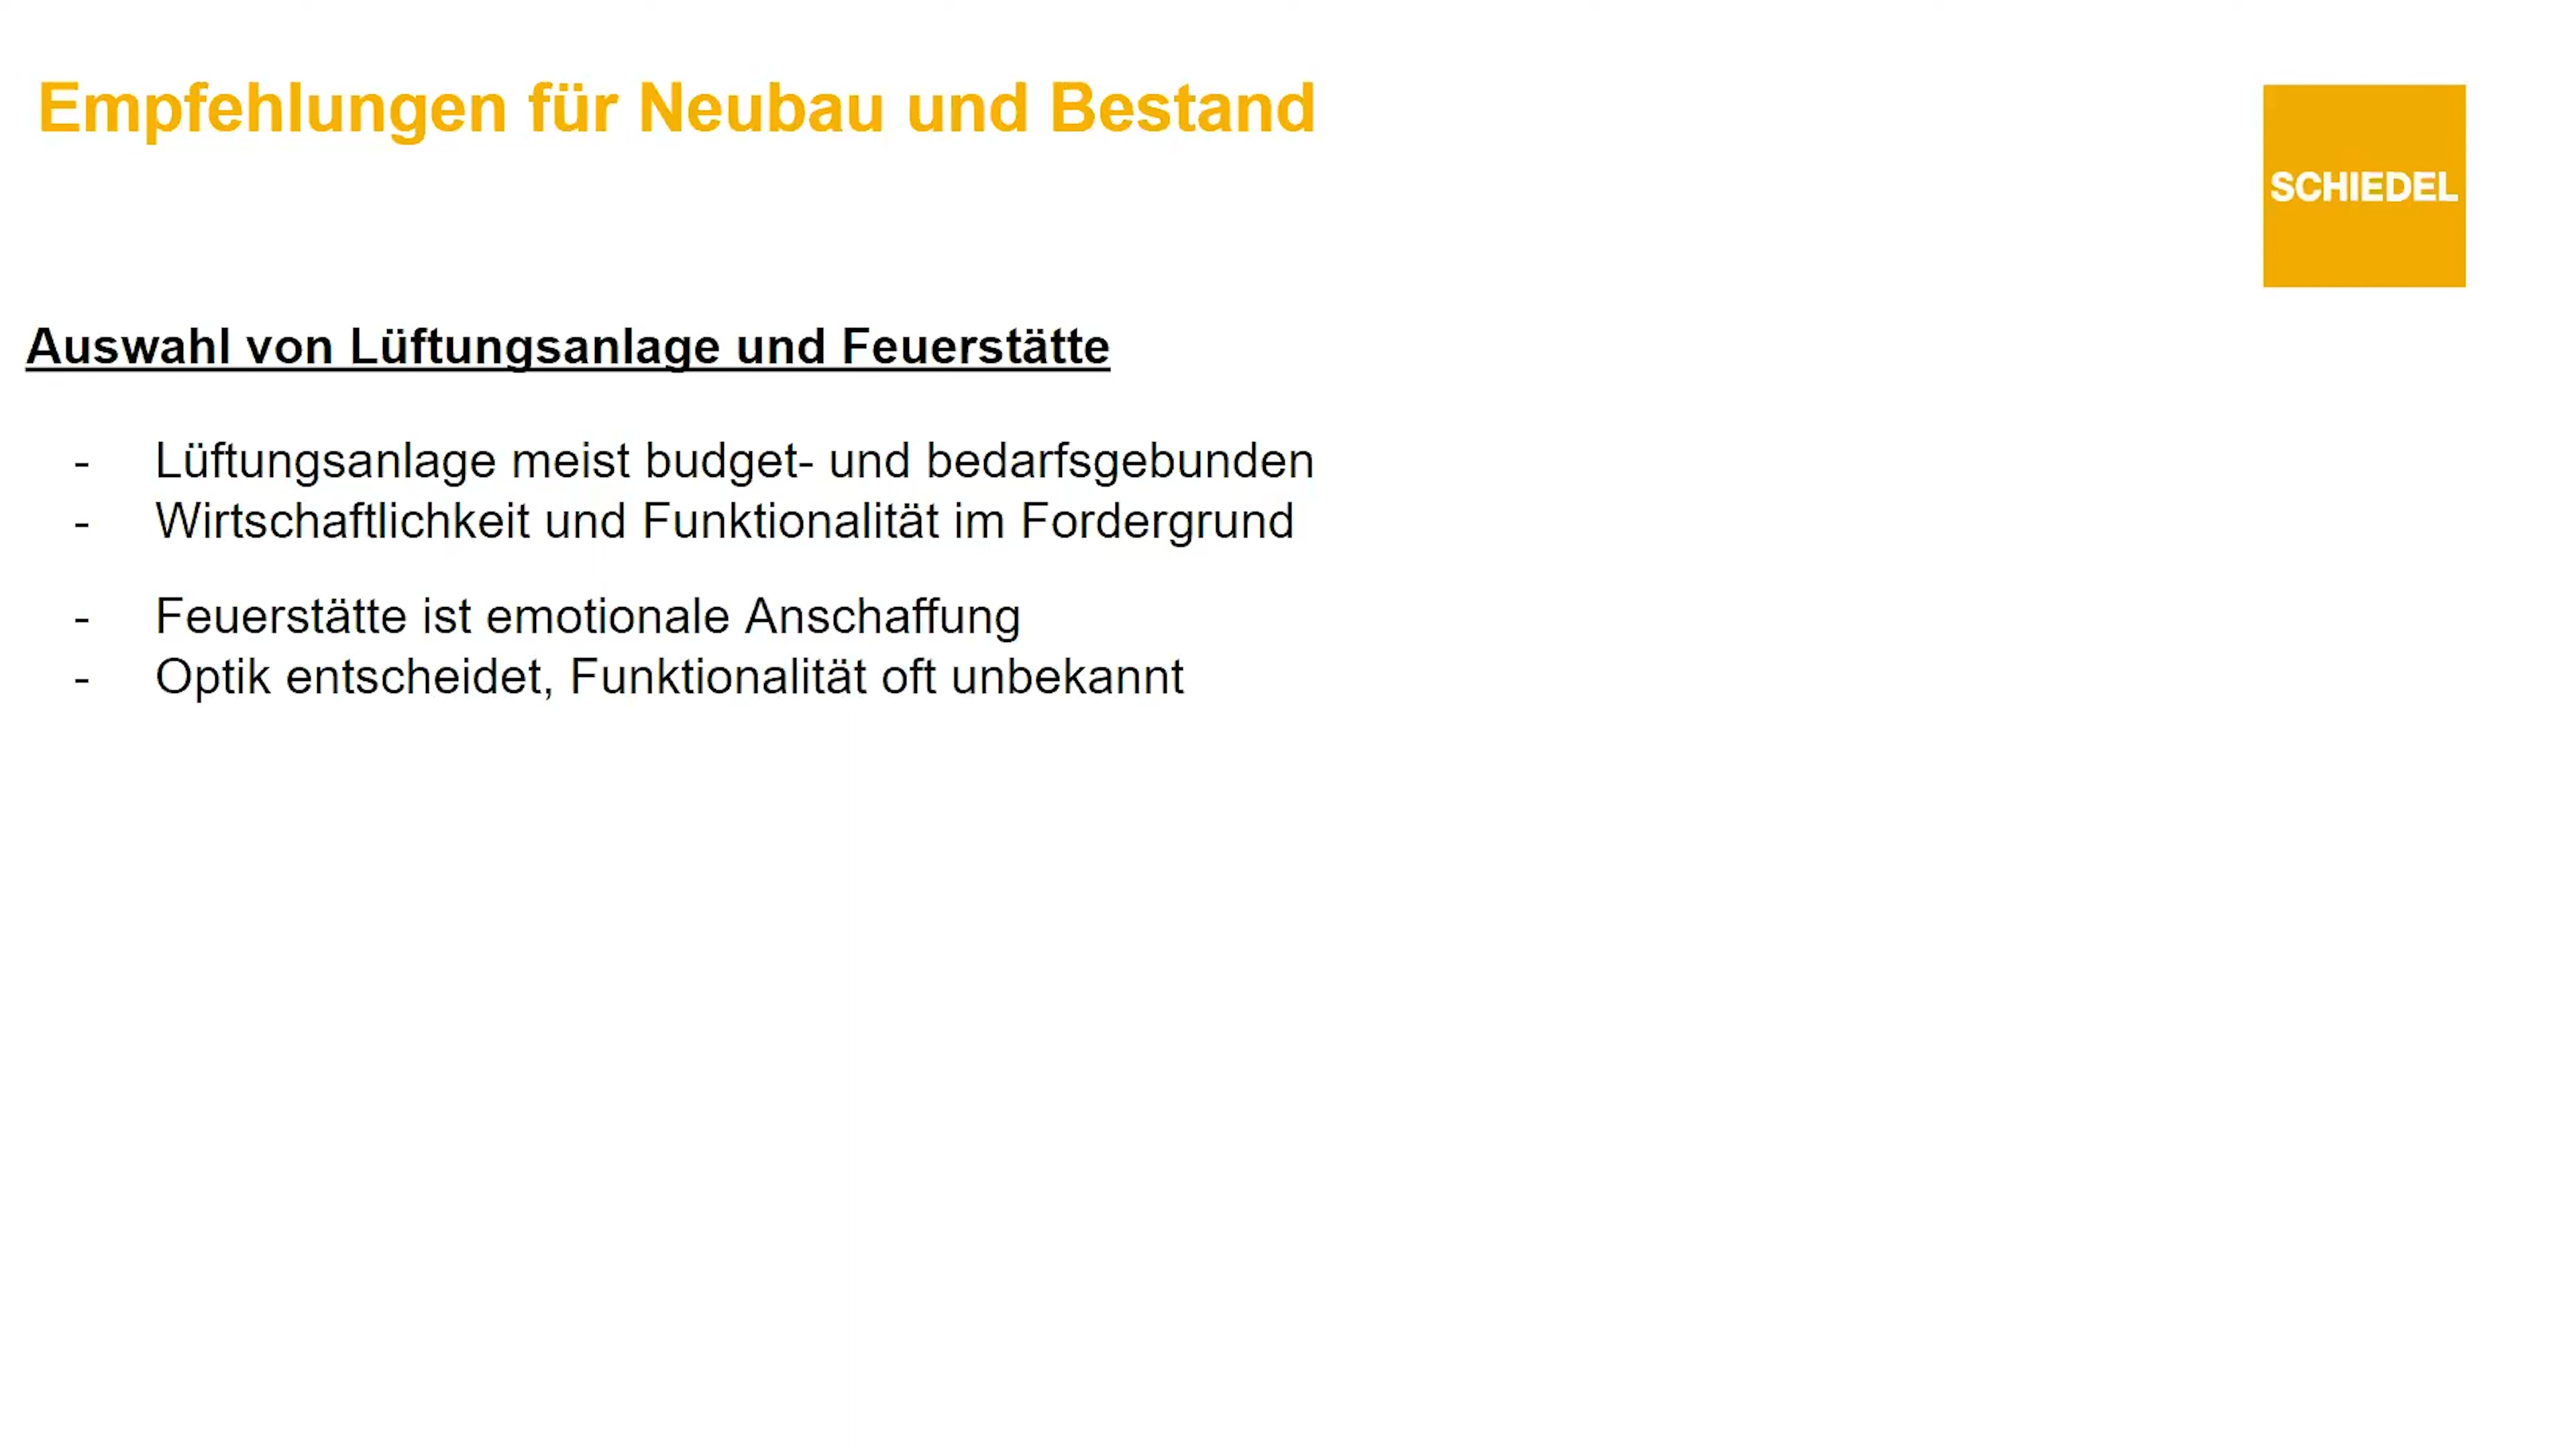 Empfehlungen für Neubau und Bestand
SCHIEDEL
Auswahl von Lüftungsanlage und Feuerstätte
- Lüftungsanlage meist budget- und bedarfsgebunden
- Wirtschaftlichkeit und Funktionalität im Fordergrund
- Feuerstätte ist emotionale Anschaffung
- Optik entscheidet, Funktionalität oft unbekannt